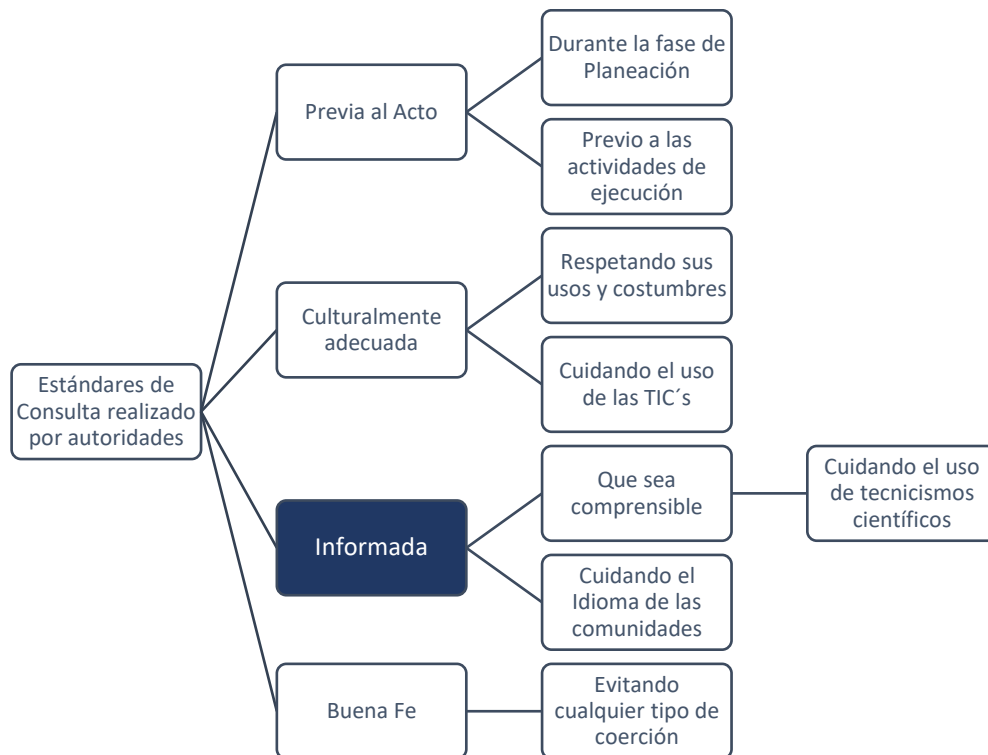 Estándares de
Consulta realizado
por autoridades
Previa al Acto
Durante la fase de
Planeación
Previo a las
actividades de
ejecución
Culturalmente
adecuada
Respetando sus
usos y costumbres
Cuidando el uso
de las TIC´s
Informada
Que sea
comprensible
Cuidando el uso
de tecnicismos
científicos
Cuidando el
Idioma de las
comunidades
Buena Fe
Evitando
cualquier tipo de
coerción